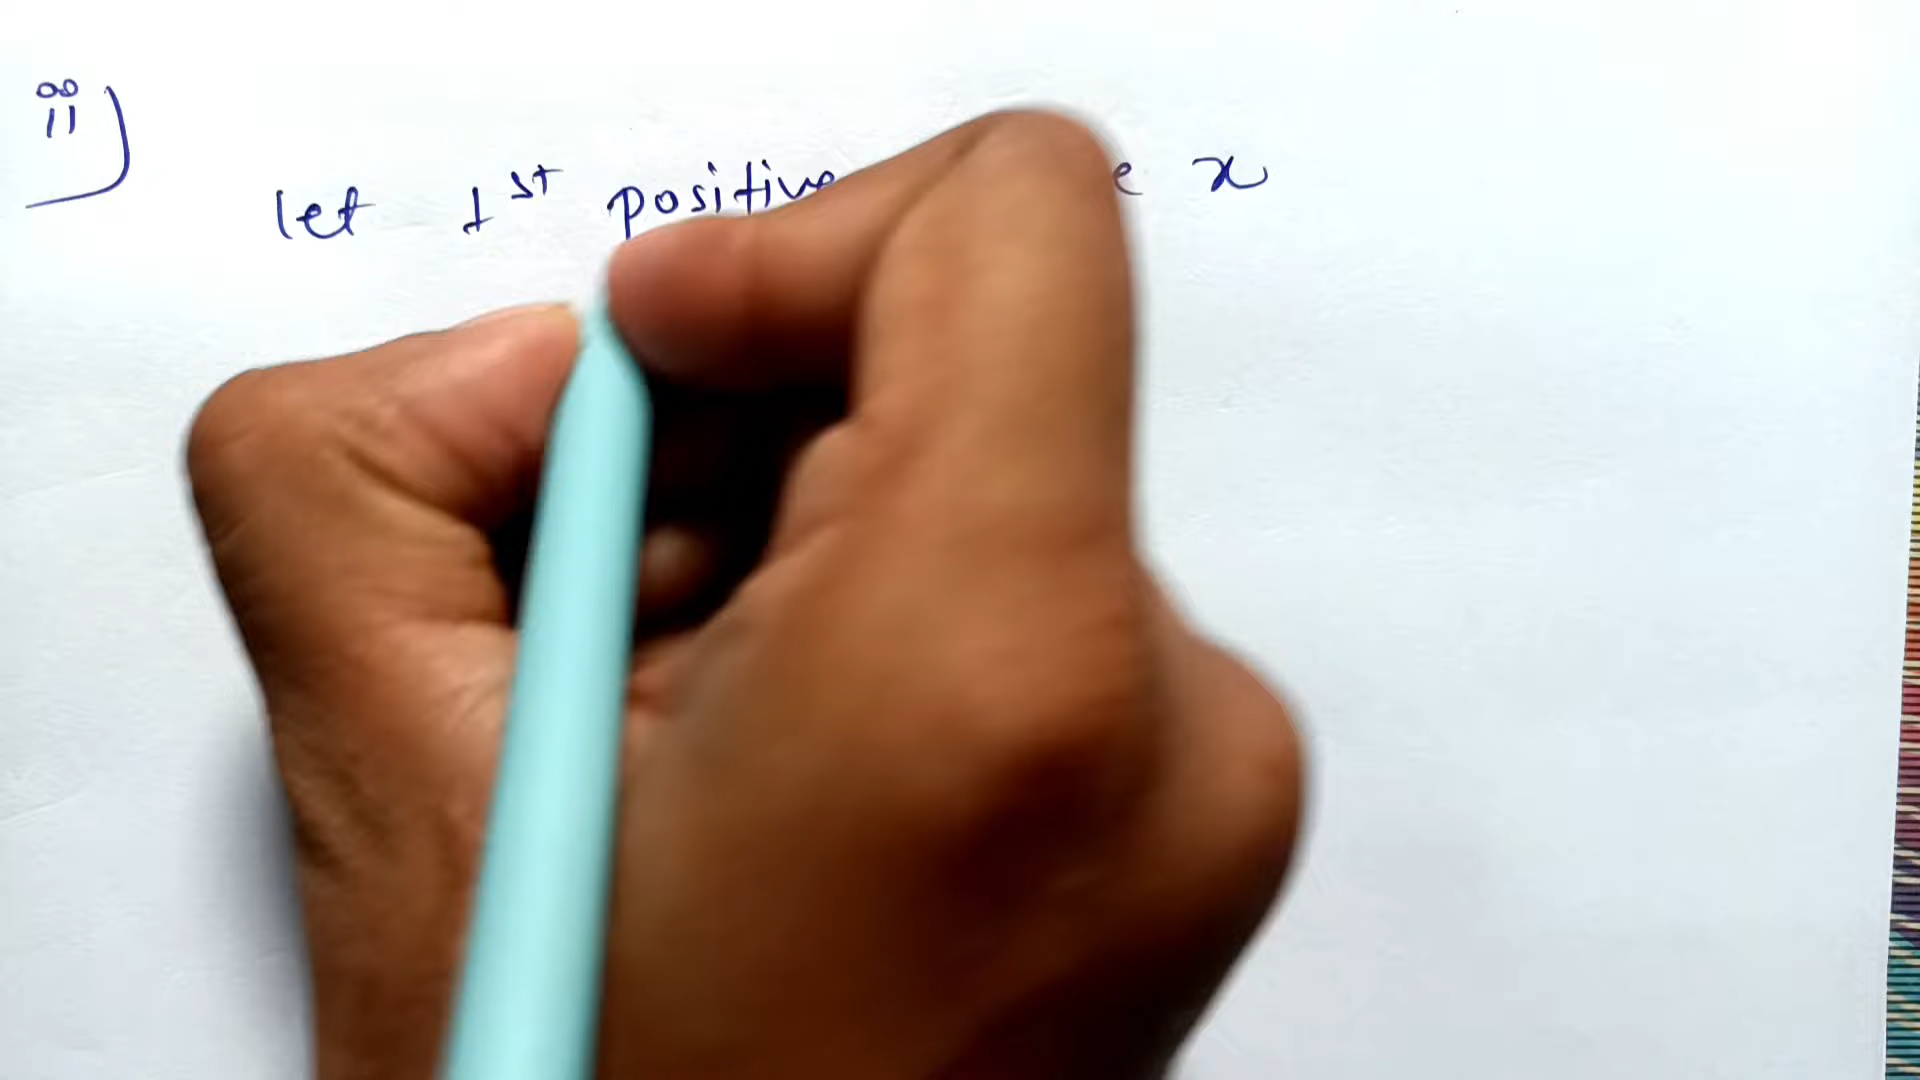 ii)
let 1st positive x